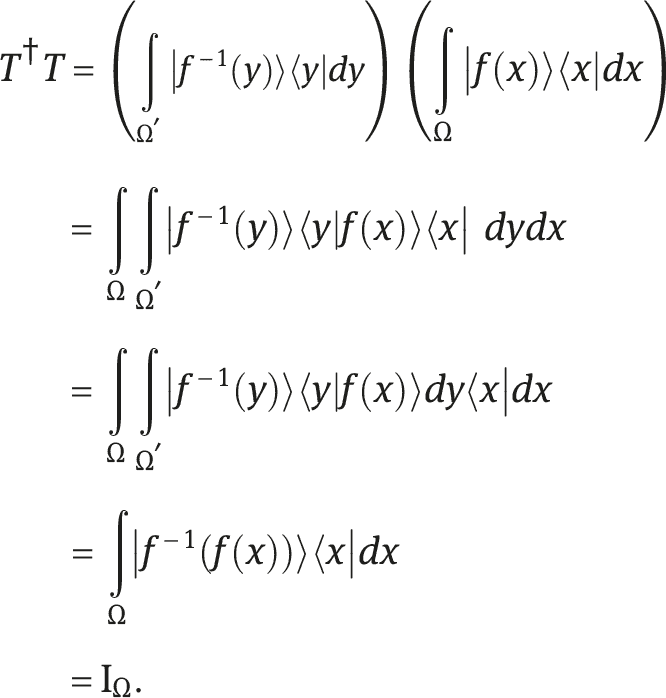 T†T = ( ∫_Ω′ |f⁻¹(y)⟩⟨y|dy ) ( ∫_Ω |f(x)⟩⟨x|dx )
= ∫_Ω ∫_Ω′ |f⁻¹(y)⟩⟨y|f(x)⟩⟨x| dydx
= ∫_Ω ∫_Ω′ |f⁻¹(y)⟩⟨y|f(x)⟩dy⟨x|dx
= ∫_Ω |f⁻¹(f(x))⟩⟨x|dx
= I_Ω.